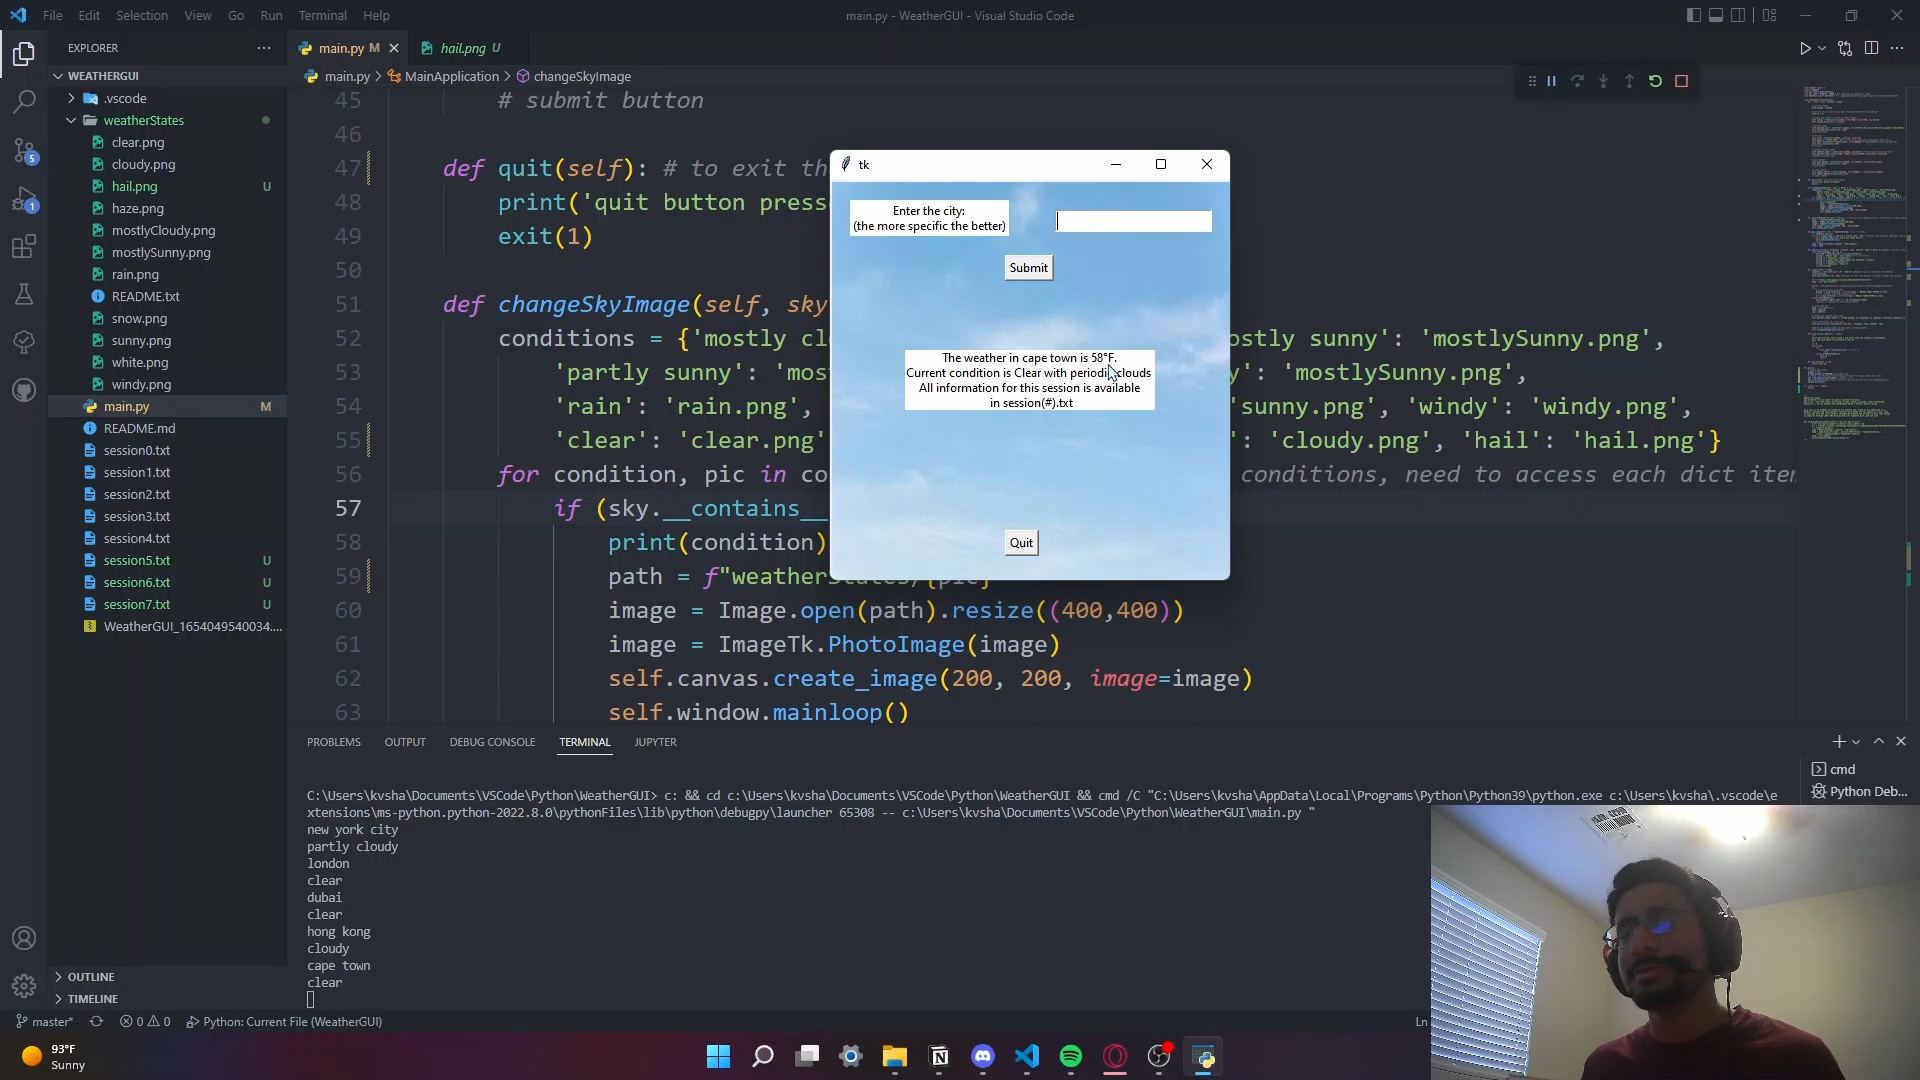 File Edit Selection View Go Run Terminal Help
main.py - WeatherGUI - Visual Studio Code
EXPLORER
WEATHERGUI
.vscode
weatherStates
clear.png
cloudy.png
hail.png U
haze.png
mostlyCloudy.png
mostlySunny.png
rain.png
README.txt
snow.png
sunny.png
white.png
windy.png
main.py M
README.md
session0.txt
session1.txt
session2.txt
session3.txt
session4.txt
session5.txt U
session6.txt U
session7.txt U
WeatherGUI_1654049540034....
OUTLINE
TIMELINE
5
1
main.py M
hail.png U
main.py > MainApplication > changeSkyImage
45 # submit button
46
47 def quit(self): # to exit th
48 print('quit button press
49 exit(1)
50
51 def changeSkyImage(self, sky
52 conditions = {'mostly cl ostly sunny': 'mostlySunny.png',
53 'partly sunny': 'mos y': 'mostlySunny.png',
54 'rain': 'rain.png', sunny.png', 'windy': 'windy.png',
55 'clear': 'clear.png' : 'cloudy.png', 'hail': 'hail.png'}
56 for condition, pic in co conditions, need to access each dict ite
57 if (sky.__contains__
58 print(condition)
59 path = f"weatherStates/{pic}
60 image = Image.open(path).resize((400,400))
61 image = ImageTk.PhotoImage(image)
62 self.canvas.create_image(200, 200, image=image)
63 self.window.mainloop()
tk
Enter the city:
(the more specific the better)
Submit
The weather in cape town is 58°F.
Current condition is Clear with periodic clouds
All information for this session is available
in session(#).txt
Quit
PROBLEMS OUTPUT DEBUG CONSOLE TERMINAL JUPYTER
cmd
Python Deb...
C:\Users\kvsha\Documents\VSCode\Python\WeatherGUI> c: && cd c:\Users\kvsha\Documents\VSCode\Python\WeatherGUI && cmd /C "C:\Users\kvsha\AppData\Local\Programs\Python\Python39\python.exe c:\Users\kvsha\.vscode\e
xtensions\ms-python.python-2022.8.0\pythonFiles\lib\python\debugpy\launcher 65308 -- c:\Users\kvsha\Documents\VSCode\Python\WeatherGUI\main.py "
new york city
partly cloudy
london
clear
dubai
clear
hong kong
cloudy
cape town
clear
master* 0 0 Python: Current File (WeatherGUI)
Ln
93°F
Sunny